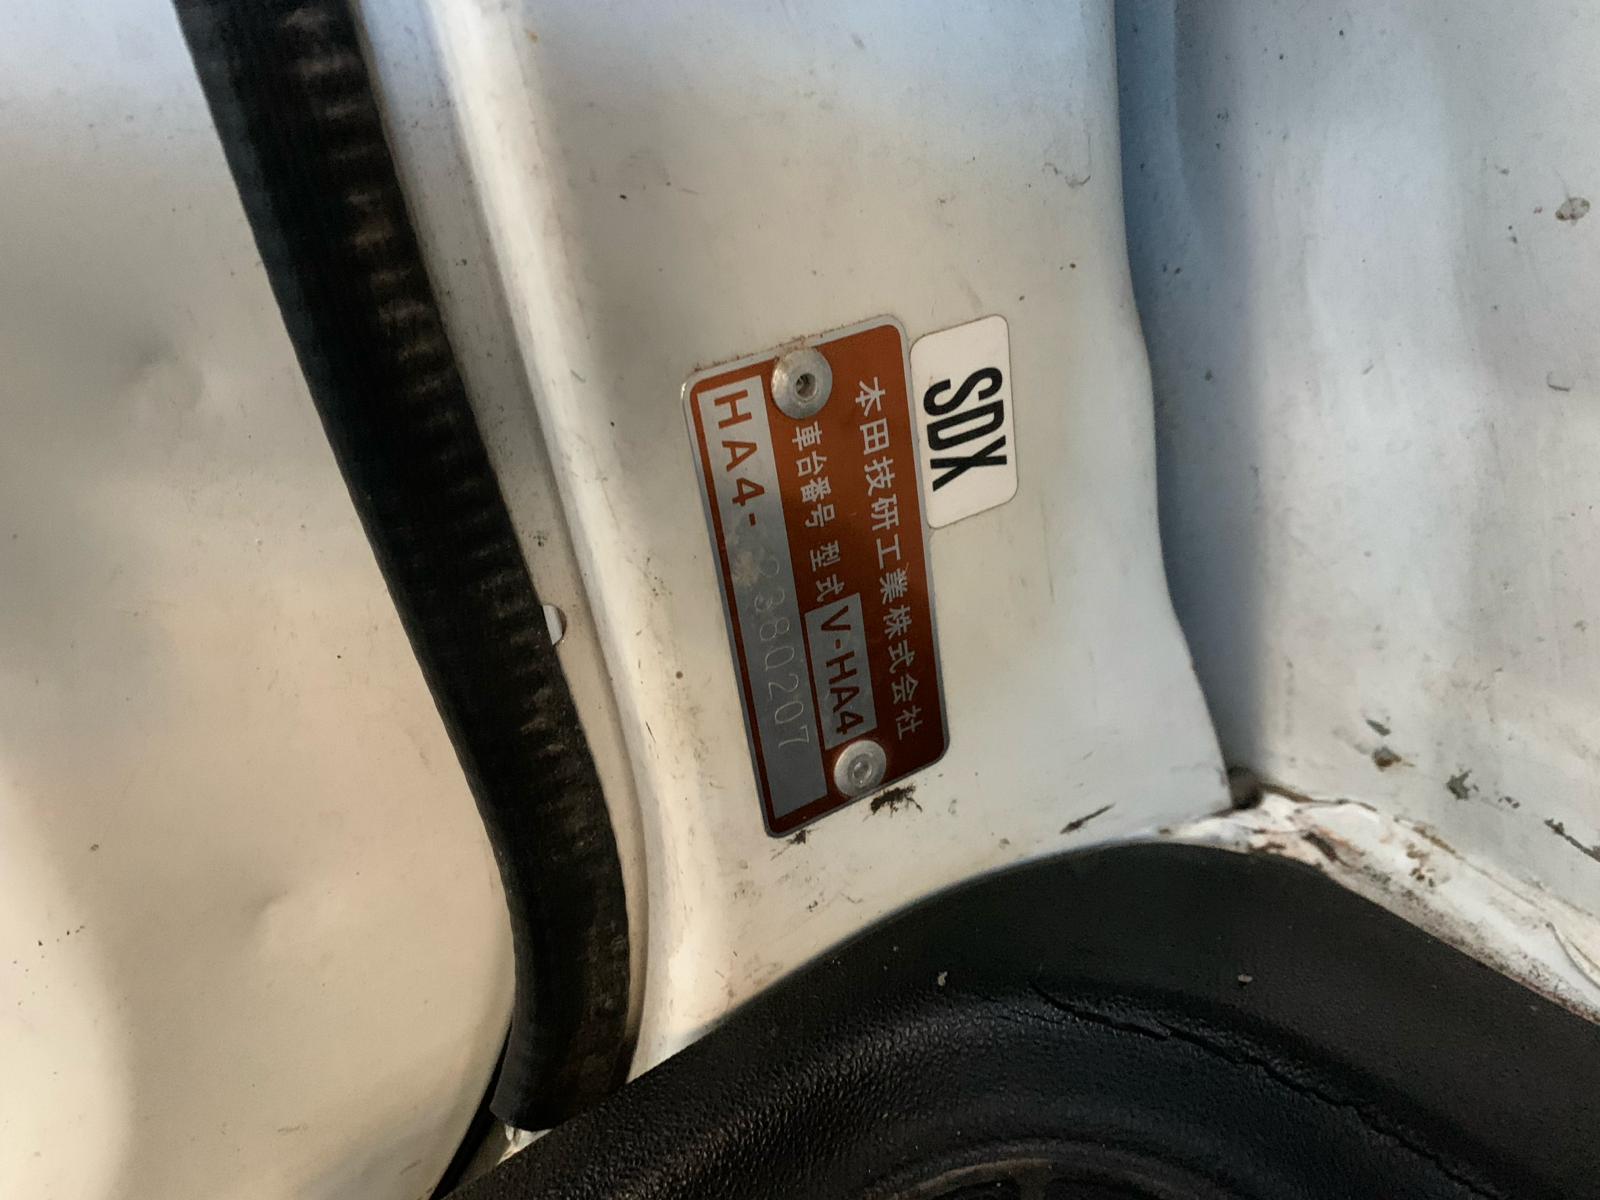 SDX
本田技研工業株式会社
車台番号 型式 V-HA4
HA4-2380207